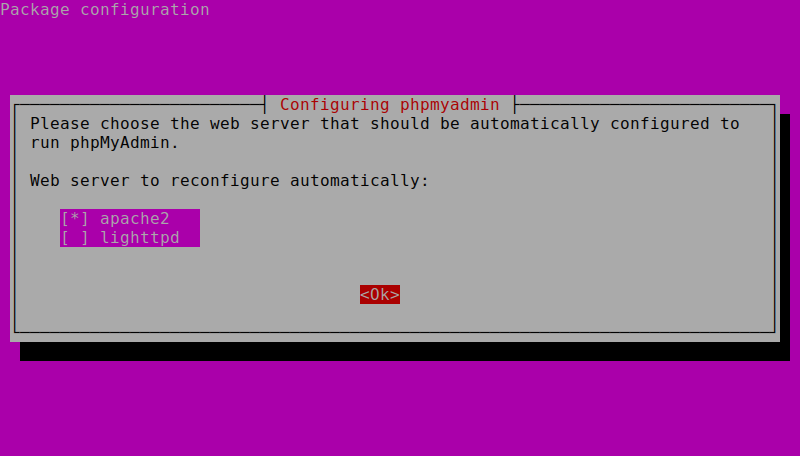 Package configuration
Configuring phpmyadmin
Please choose the web server that should be automatically configured to
run phpMyAdmin.
Web server to reconfigure automatically:
[*] apache2
[ ] lighttpd
<Ok>